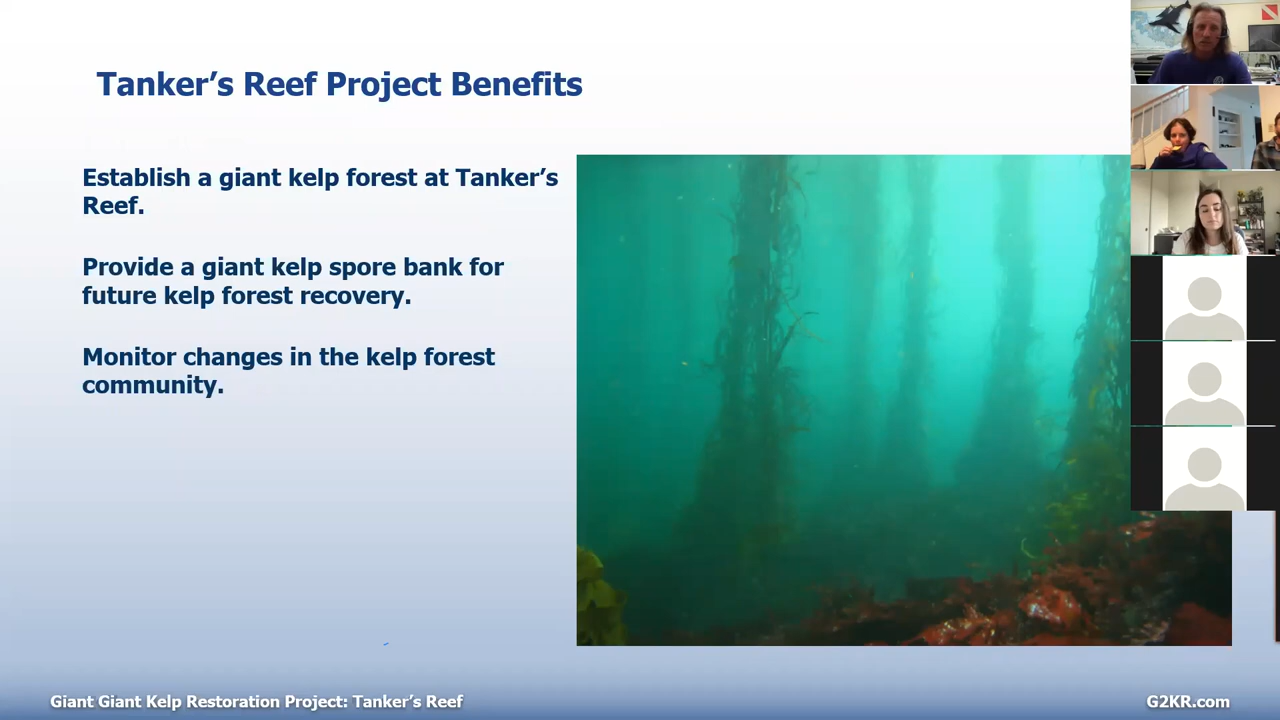 Tanker’s Reef Project Benefits
Establish a giant kelp forest at Tanker’s
Reef.
Provide a giant kelp spore bank for
future kelp forest recovery.
Monitor changes in the kelp forest
community.
Giant Giant Kelp Restoration Project: Tanker’s Reef
G2KR.com